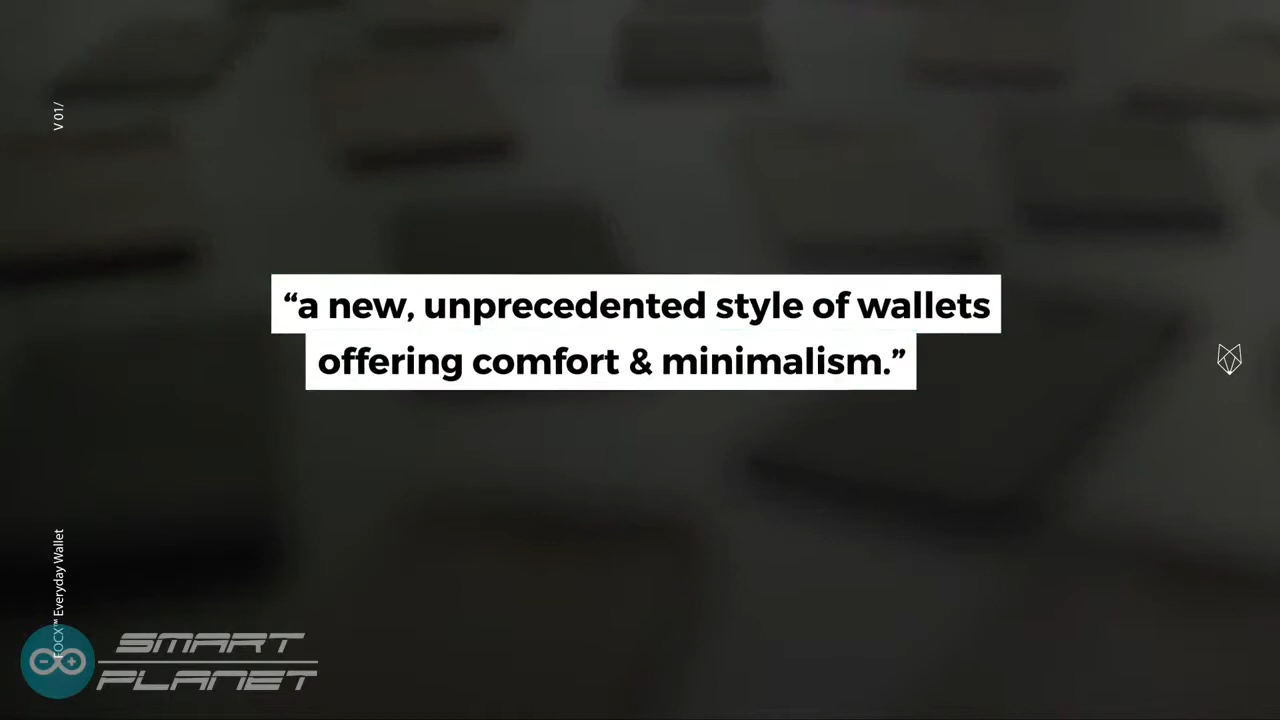 V 01/
“a new, unprecedented style of wallets
offering comfort & minimalism.”
FOCX™ Everyday Wallet
SMART
PLANET